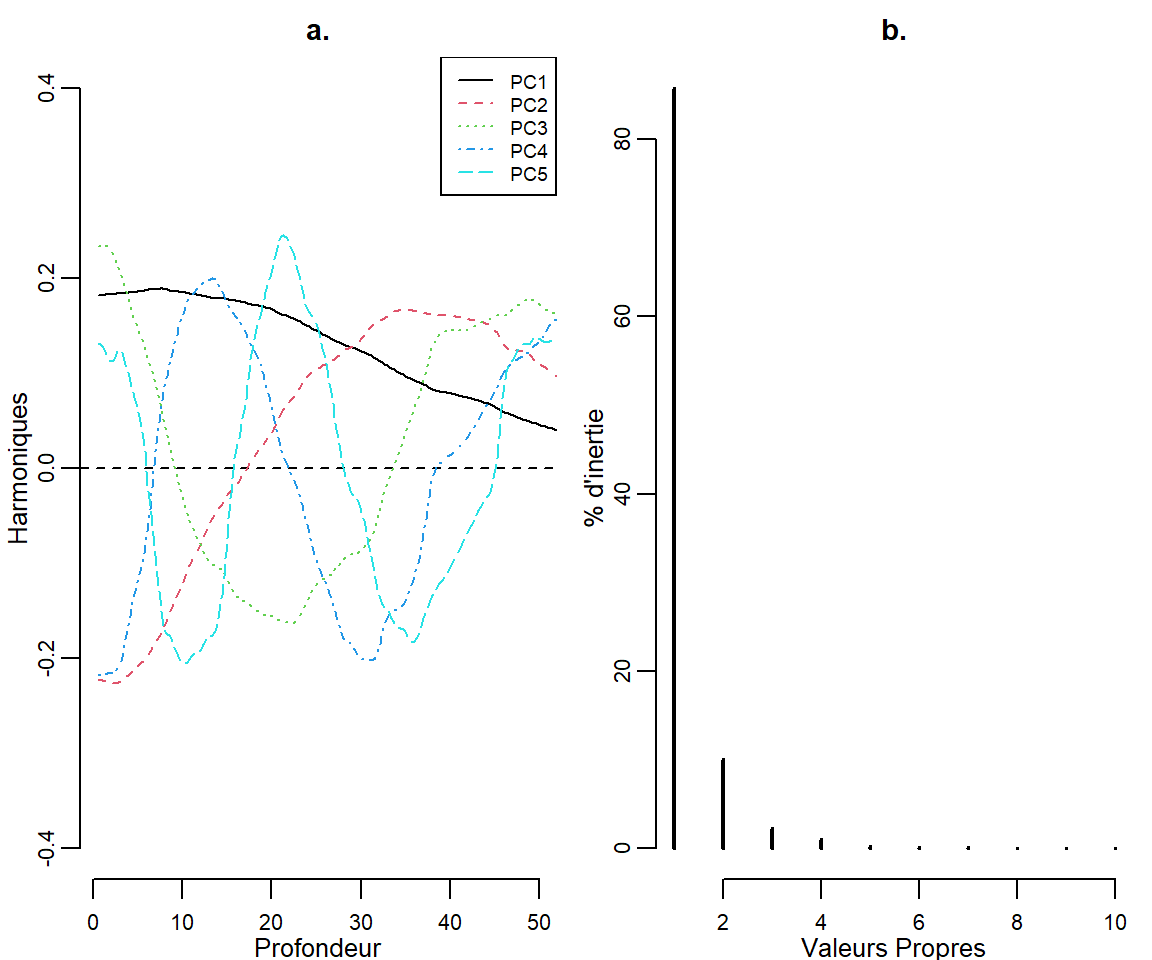 a.
PC1
PC2
PC3
PC4
PC5
0.4
0.2
0.0
-0.2
-0.4
Harmoniques
0 10 20 30 40 50
Profondeur
b.
80
60
40
20
0
% d'inertie
2 4 6 8 10
Valeurs Propres